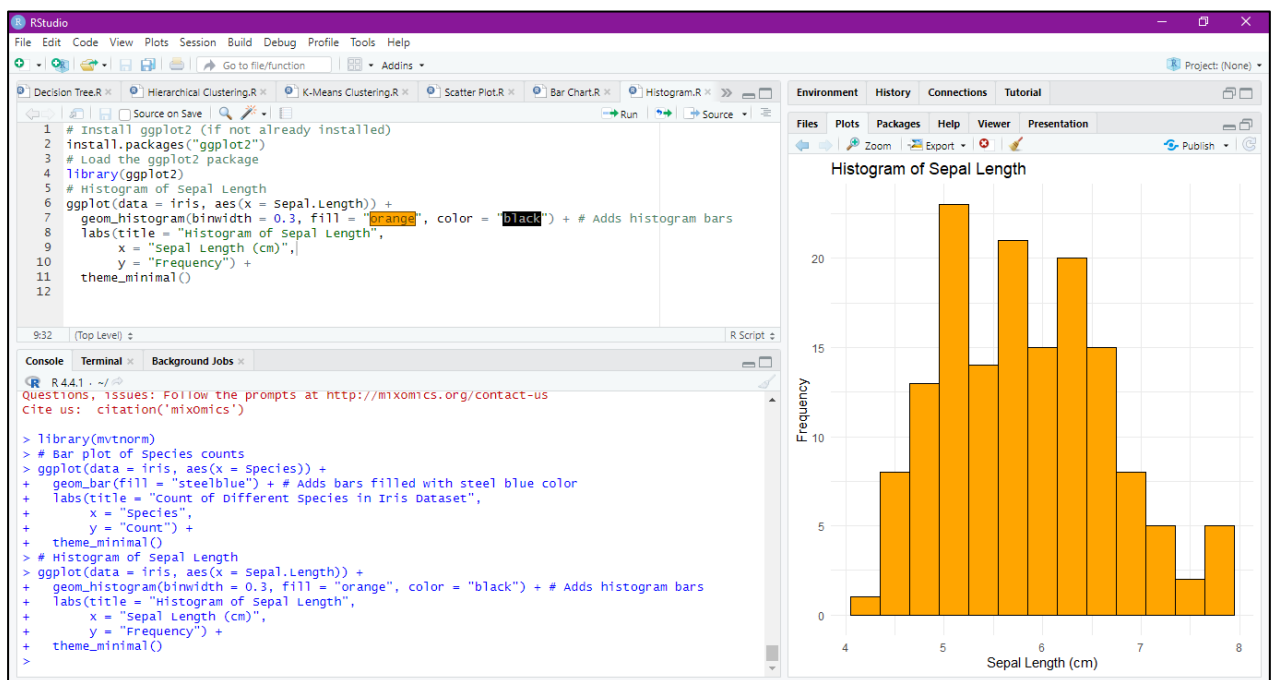 RStudio
File Edit Code View Plots Session Build Debug Profile Tools Help
Go to file/function Addins Project: (None)
Decision Tree.R Hierarchical Clustering.R K-Means Clustering.R Scatter Plot.R Bar Chart.R Histogram.R
Source on Save Run Source
1 # Install ggplot2 (if not already installed)
2 install.packages("ggplot2")
3 # Load the ggplot2 package
4 library(ggplot2)
5 # Histogram of Sepal Length
6 ggplot(data = iris, aes(x = Sepal.Length)) +
7   geom_histogram(binwidth = 0.3, fill = "orange", color = "black") + # Adds histogram bars
8   labs(title = "Histogram of Sepal Length",
9        x = "Sepal Length (cm)",
10        y = "Frequency") +
11   theme_minimal()
12
9:32 (Top Level) R Script
Console Terminal Background Jobs
R R 4.4.1 · ~/
Questions, issues: Follow the prompts at http://mixomics.org/contact-us
Cite us:  citation('mixOmics')
> library(mvtnorm)
> # Bar plot of Species counts
> ggplot(data = iris, aes(x = Species)) +
+   geom_bar(fill = "steelblue") + # Adds bars filled with steel blue color
+   labs(title = "Count of Different Species in Iris Dataset",
+        x = "Species",
+        y = "Count") +
+   theme_minimal()
> # Histogram of Sepal Length
> ggplot(data = iris, aes(x = Sepal.Length)) +
+   geom_histogram(binwidth = 0.3, fill = "orange", color = "black") + # Adds histogram bars
+   labs(title = "Histogram of Sepal Length",
+        x = "Sepal Length (cm)",
+        y = "Frequency") +
+   theme_minimal()
>
Environment History Connections Tutorial
Files Plots Packages Help Viewer Presentation
Zoom Export Publish
Histogram of Sepal Length
Frequency
20
15
10
5
0
4 5 6 7 8
Sepal Length (cm)